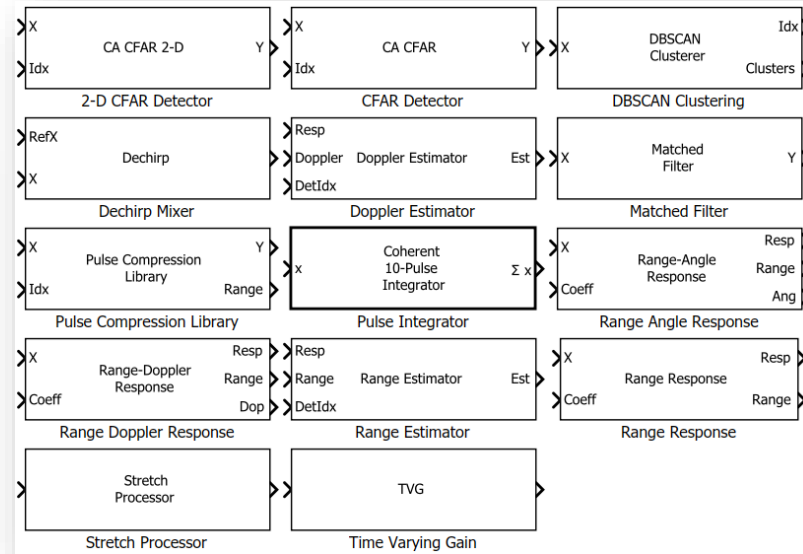 X
Idx
CA CFAR 2-D
Y
2-D CFAR Detector
X
Idx
CA CFAR
Y
CFAR Detector
X
DBSCAN
Clusterer
Idx
Clusters
DBSCAN Clustering
RefX
X
Dechirp
Dechirp Mixer
Resp
Doppler
DetIdx
Doppler Estimator
Est
Doppler Estimator
X
Matched
Filter
Y
Matched Filter
X
Idx
Pulse Compression
Library
Y
Range
Pulse Compression Library
x
Coherent
10-Pulse
Integrator
Σ x
Pulse Integrator
X
Coeff
Range-Angle
Response
Resp
Range
Ang
Range Angle Response
X
Coeff
Range-Doppler
Response
Resp
Range
Dop
Range Doppler Response
Resp
Range
DetIdx
Range Estimator
Est
Range Estimator
X
Coeff
Range Response
Resp
Range
Range Response
Stretch
Processor
Stretch Processor
TVG
Time Varying Gain